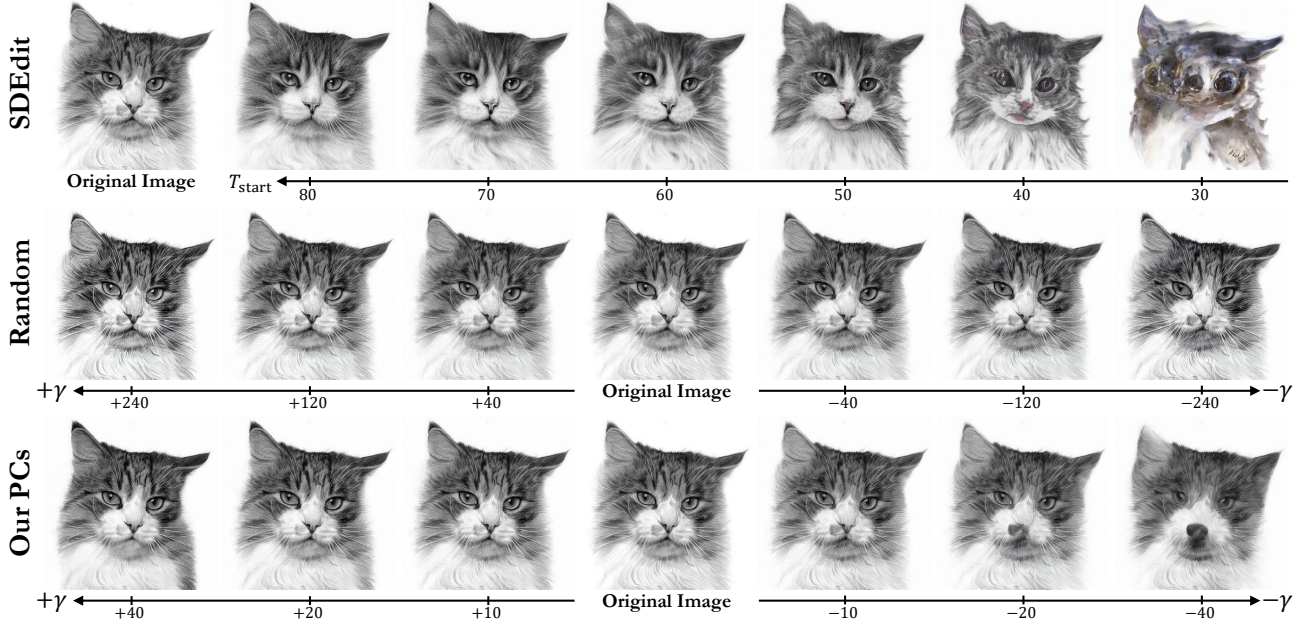 SDEdit
Original Image
T_start
80
70
60
50
40
30
Random
+γ
+240
+120
+40
Original Image
−40
−120
−240
−γ
Our PCs
+γ
+40
+20
+10
Original Image
−10
−20
−40
−γ